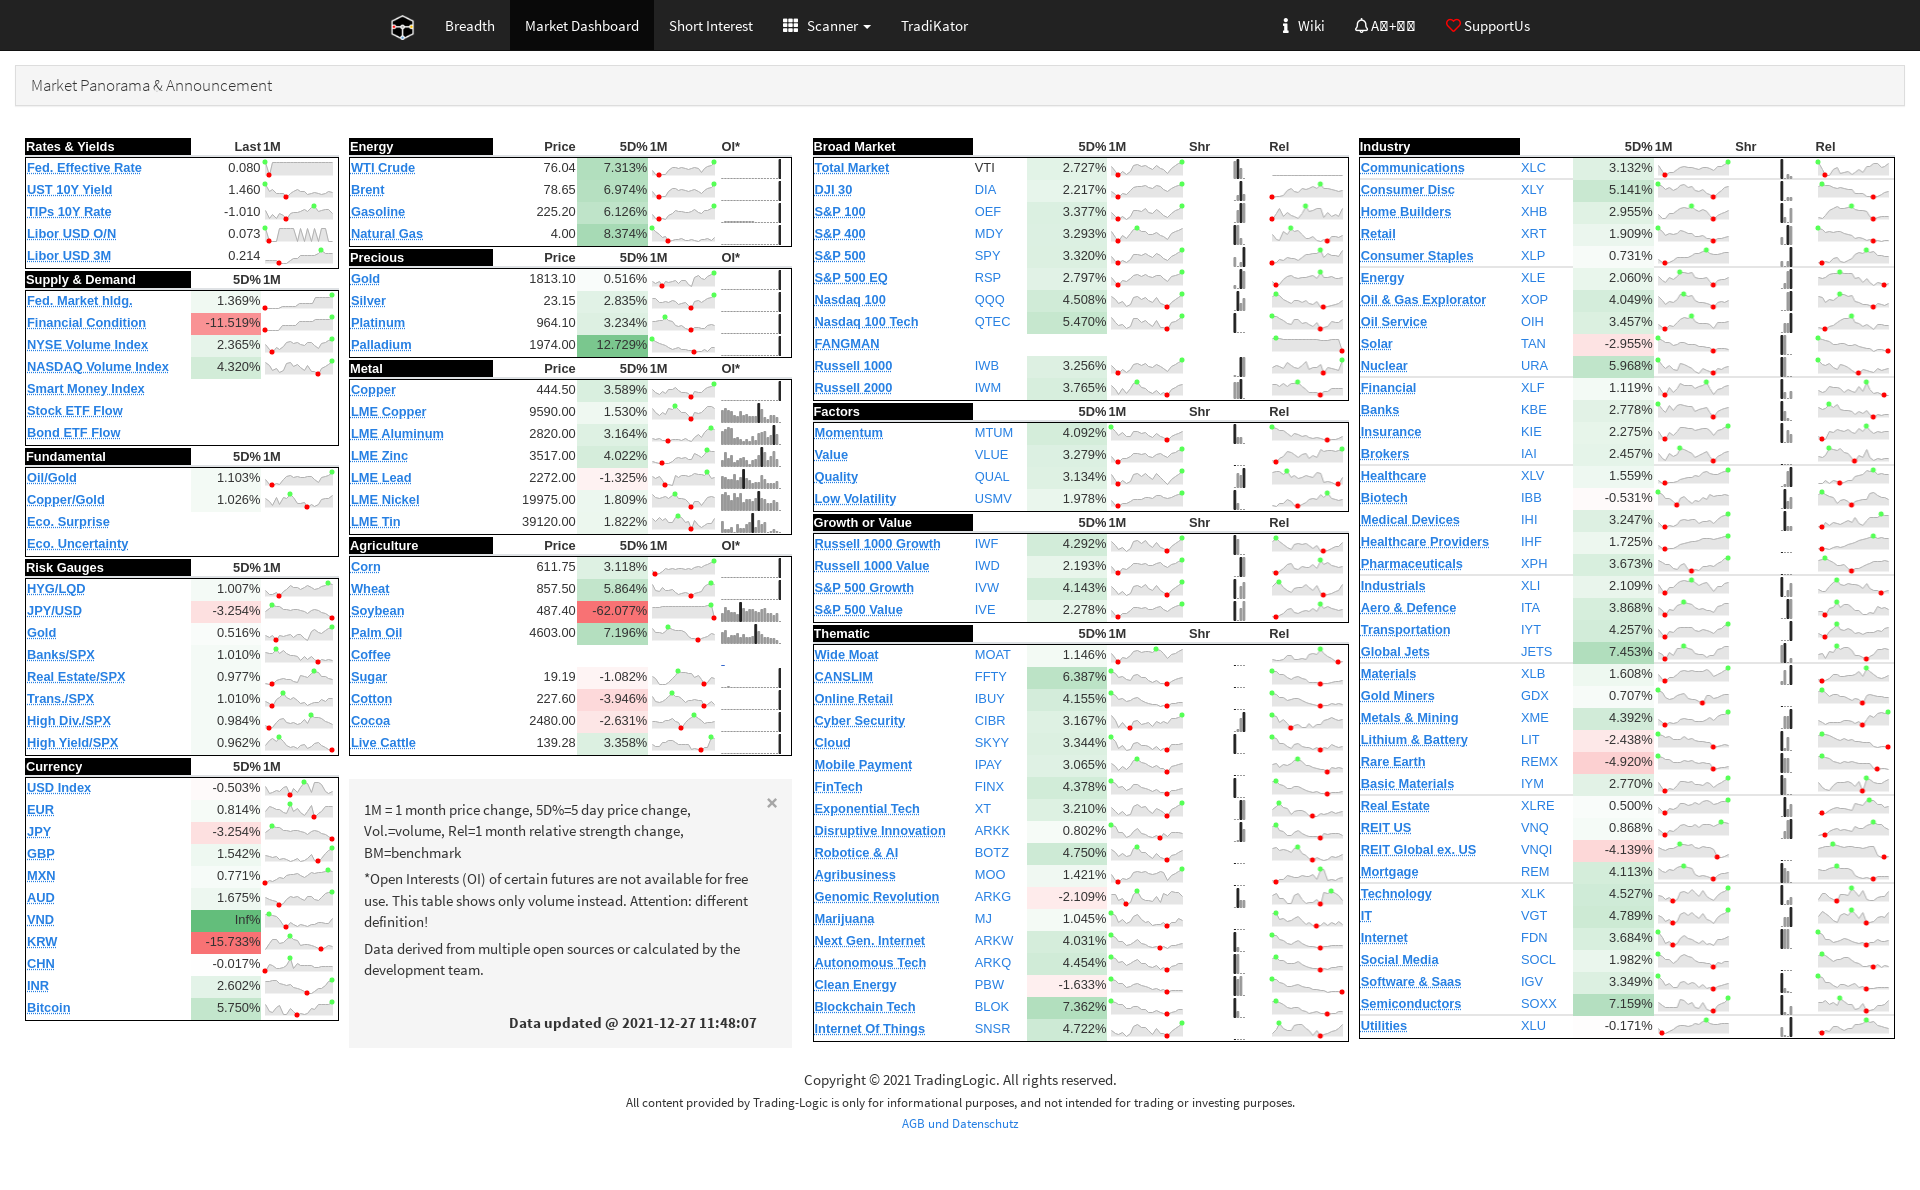 Breadth Market Dashboard Short Interest Scanner TradiKator Wiki SupportUs
Market Panorama & Announcement
Rates & Yields Last 1M
Fed. Effective Rate 0.080
UST 10Y Yield 1.460
TIPs 10Y Rate -1.010
Libor USD O/N 0.073
Libor USD 3M 0.214
Supply & Demand 5D% 1M
Fed. Market hldg. 1.369%
Financial Condition -11.519%
NYSE Volume Index 2.365%
NASDAQ Volume Index 4.320%
Smart Money Index
Stock ETF Flow
Bond ETF Flow
Fundamental 5D% 1M
Oil/Gold 1.103%
Copper/Gold 1.026%
Eco. Surprise
Eco. Uncertainty
Risk Gauges 5D% 1M
HYG/LQD 1.007%
JPY/USD -3.254%
Gold 0.516%
Banks/SPX 1.010%
Real Estate/SPX 0.977%
Trans./SPX 1.010%
High Div./SPX 0.984%
High Yield/SPX 0.962%
Currency 5D% 1M
USD Index -0.503%
EUR 0.814%
JPY -3.254%
GBP 1.542%
MXN 0.771%
AUD 1.675%
VND Inf%
KRW -15.733%
CHN -0.017%
INR 2.602%
Bitcoin 5.750%
Energy Price 5D% 1M OI*
WTI Crude 76.04 7.313%
Brent 78.65 6.974%
Gasoline 225.20 6.126%
Natural Gas 4.00 8.374%
Precious Price 5D% 1M OI*
Gold 1813.10 0.516%
Silver 23.15 2.835%
Platinum 964.10 3.234%
Palladium 1974.00 12.729%
Metal Price 5D% 1M OI*
Copper 444.50 3.589%
LME Copper 9590.00 1.530%
LME Aluminum 2820.00 3.164%
LME Zinc 3517.00 4.022%
LME Lead 2272.00 -1.325%
LME Nickel 19975.00 1.809%
LME Tin 39120.00 1.822%
Agriculture Price 5D% 1M OI*
Corn 611.75 3.118%
Wheat 857.50 5.864%
Soybean 487.40 -62.077%
Palm Oil 4603.00 7.196%
Coffee
Sugar 19.19 -1.082%
Cotton 227.60 -3.946%
Cocoa 2480.00 -2.631%
Live Cattle 139.28 3.358%
×
1M = 1 month price change, 5D%=5 day price change,
Vol.=volume, Rel=1 month relative strength change,
BM=benchmark
*Open Interests (OI) of certain futures are not available for free
use. This table shows only volume instead. Attention: different
definition!
Data derived from multiple open sources or calculated by the
development team.
Data updated @ 2021-12-27 11:48:07
Broad Market 5D% 1M Shr Rel
Total Market VTI 2.727%
DJI 30 DIA 2.217%
S&P 100 OEF 3.377%
S&P 400 MDY 3.293%
S&P 500 SPY 3.320%
S&P 500 EQ RSP 2.797%
Nasdaq 100 QQQ 4.508%
Nasdaq 100 Tech QTEC 5.470%
FANGMAN
Russell 1000 IWB 3.256%
Russell 2000 IWM 3.765%
Factors 5D% 1M Shr Rel
Momentum MTUM 4.092%
Value VLUE 3.279%
Quality QUAL 3.134%
Low Volatility USMV 1.978%
Growth or Value 5D% 1M Shr Rel
Russell 1000 Growth IWF 4.292%
Russell 1000 Value IWD 2.193%
S&P 500 Growth IVW 4.143%
S&P 500 Value IVE 2.278%
Thematic 5D% 1M Shr Rel
Wide Moat MOAT 1.146%
CANSLIM FFTY 6.387%
Online Retail IBUY 4.155%
Cyber Security CIBR 3.167%
Cloud SKYY 3.344%
Mobile Payment IPAY 3.065%
FinTech FINX 4.378%
Exponential Tech XT 3.210%
Disruptive Innovation ARKK 0.802%
Robotice & AI BOTZ 4.750%
Agribusiness MOO 1.421%
Genomic Revolution ARKG -2.109%
Marijuana MJ 1.045%
Next Gen. Internet ARKW 4.031%
Autonomous Tech ARKQ 4.454%
Clean Energy PBW -1.633%
Blockchain Tech BLOK 7.362%
Internet Of Things SNSR 4.722%
Industry 5D% 1M Shr Rel
Communications XLC 3.132%
Consumer Disc XLY 5.141%
Home Builders XHB 2.955%
Retail XRT 1.909%
Consumer Staples XLP 0.731%
Energy XLE 2.060%
Oil & Gas Explorator XOP 4.049%
Oil Service OIH 3.457%
Solar TAN -2.955%
Nuclear URA 5.968%
Financial XLF 1.119%
Banks KBE 2.778%
Insurance KIE 2.275%
Brokers IAI 2.457%
Healthcare XLV 1.559%
Biotech IBB -0.531%
Medical Devices IHI 3.247%
Healthcare Providers IHF 1.725%
Pharmaceuticals XPH 3.673%
Industrials XLI 2.109%
Aero & Defence ITA 3.868%
Transportation IYT 4.257%
Global Jets JETS 7.453%
Materials XLB 1.608%
Gold Miners GDX 0.707%
Metals & Mining XME 4.392%
Lithium & Battery LIT -2.438%
Rare Earth REMX -4.920%
Basic Materials IYM 2.770%
Real Estate XLRE 0.500%
REIT US VNQ 0.868%
REIT Global ex. US VNQI -4.139%
Mortgage REM 4.113%
Technology XLK 4.527%
IT VGT 4.789%
Internet FDN 3.684%
Social Media SOCL 1.982%
Software & Saas IGV 3.349%
Semiconductors SOXX 7.159%
Utilities XLU -0.171%
Copyright © 2021 TradingLogic. All rights reserved.
All content provided by Trading-Logic is only for informational purposes, and not intended for trading or investing purposes.
AGB und Datenschutz